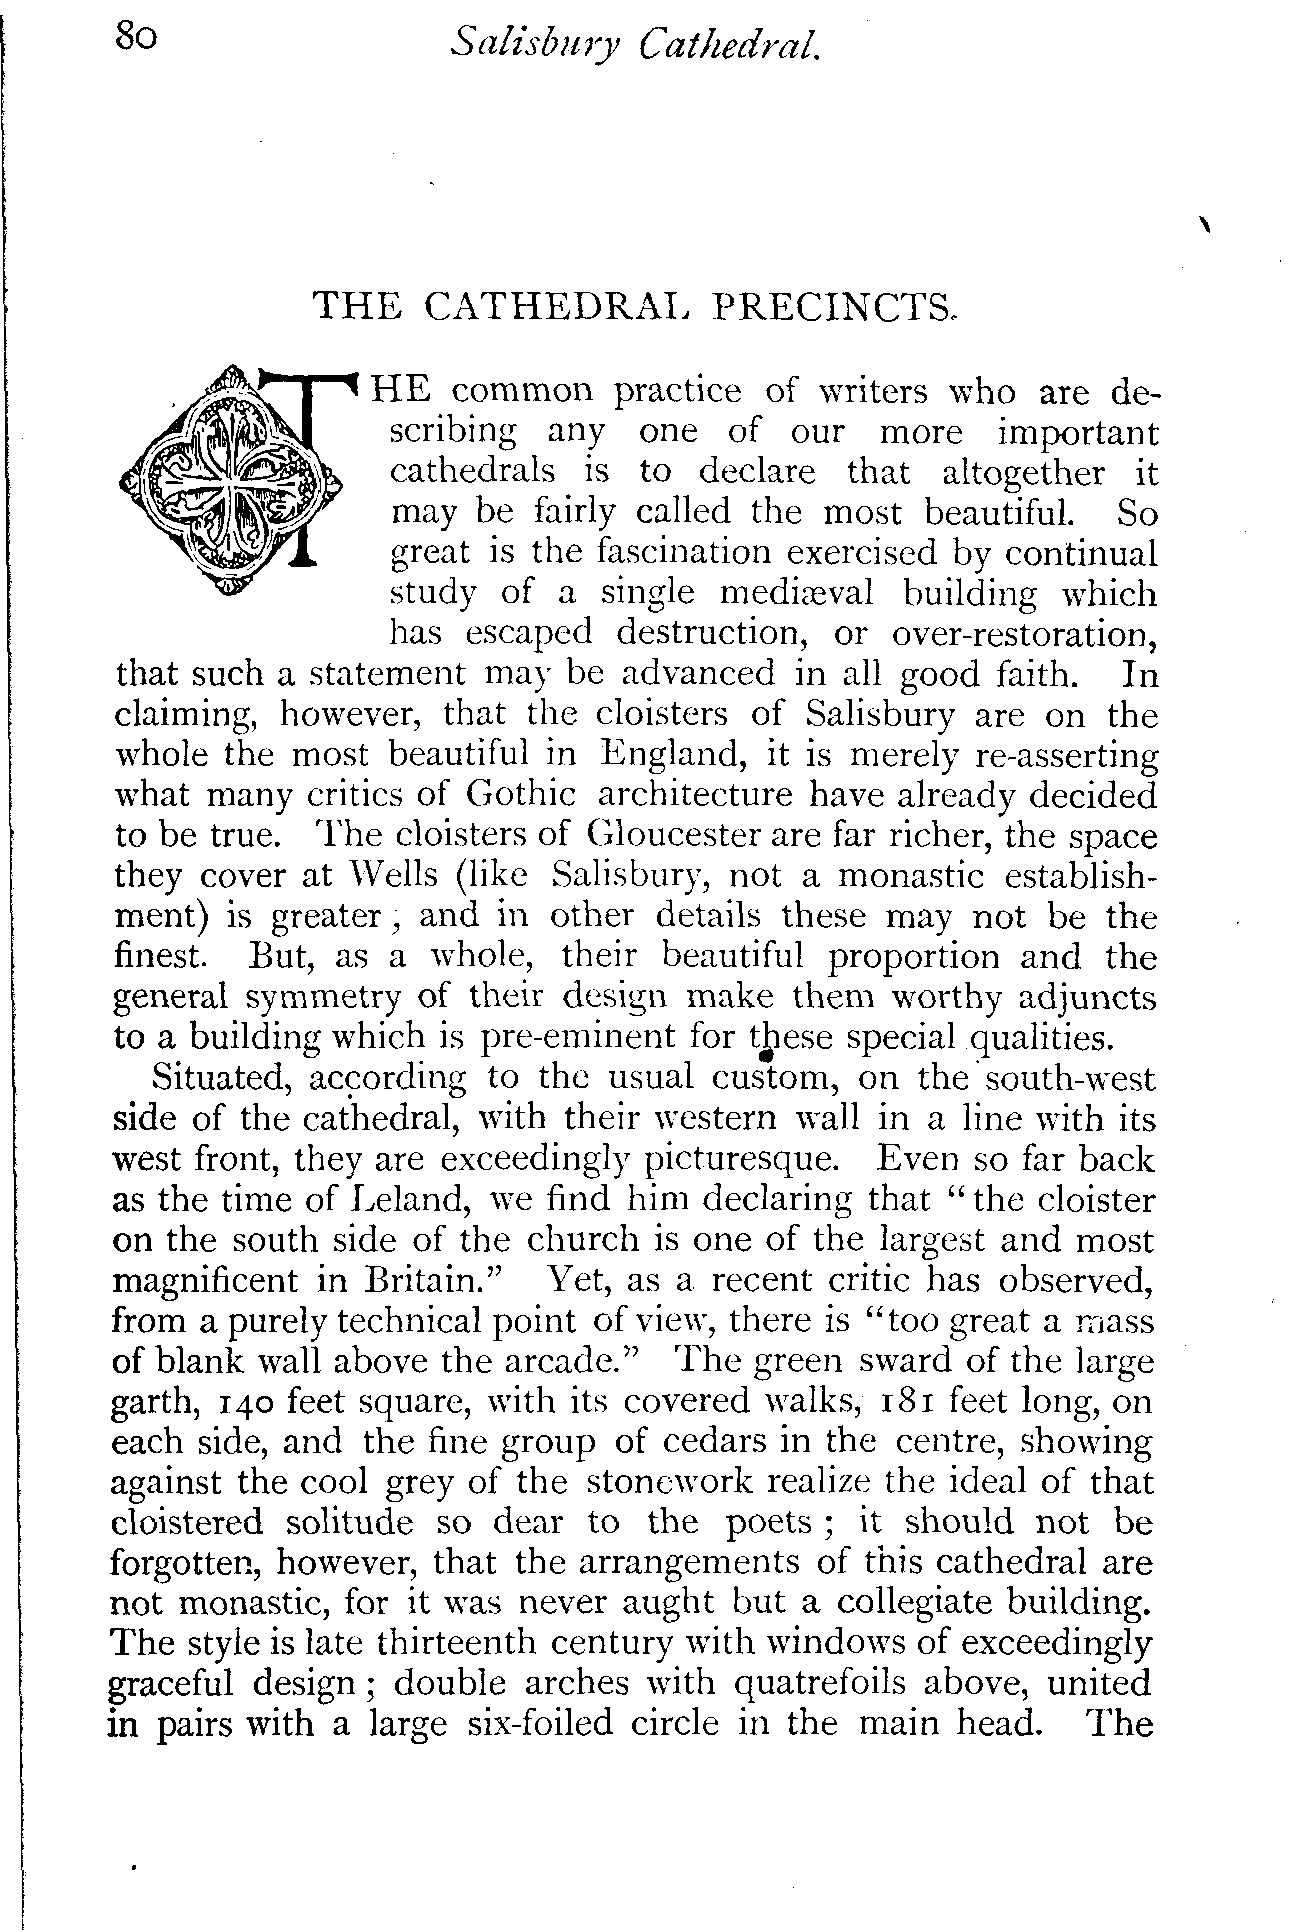 80
Salisbury Cathedral.
THE CATHEDRAL PRECINCTS.
THE common practice of writers who are de-
scribing any one of our more important
cathedrals is to declare that altogether it
may be fairly called the most beautiful. So
great is the fascination exercised by continual
study of a single mediæval building which
has escaped destruction, or over-restoration,
that such a statement may be advanced in all good faith. In
claiming, however, that the cloisters of Salisbury are on the
whole the most beautiful in England, it is merely re-asserting
what many critics of Gothic architecture have already decided
to be true. The cloisters of Gloucester are far richer, the space
they cover at Wells (like Salisbury, not a monastic establish-
ment) is greater; and in other details these may not be the
finest. But, as a whole, their beautiful proportion and the
general symmetry of their design make them worthy adjuncts
to a building which is pre-eminent for these special qualities.
Situated, according to the usual custom, on the south-west
side of the cathedral, with their western wall in a line with its
west front, they are exceedingly picturesque. Even so far back
as the time of Leland, we find him declaring that “the cloister
on the south side of the church is one of the largest and most
magnificent in Britain.” Yet, as a recent critic has observed,
from a purely technical point of view, there is “too great a mass
of blank wall above the arcade.” The green sward of the large
garth, 140 feet square, with its covered walks, 181 feet long, on
each side, and the fine group of cedars in the centre, showing
against the cool grey of the stonework realize the ideal of that
cloistered solitude so dear to the poets; it should not be
forgotten, however, that the arrangements of this cathedral are
not monastic, for it was never aught but a collegiate building.
The style is late thirteenth century with windows of exceedingly
graceful design; double arches with quatrefoils above, united
in pairs with a large six-foiled circle in the main head. The